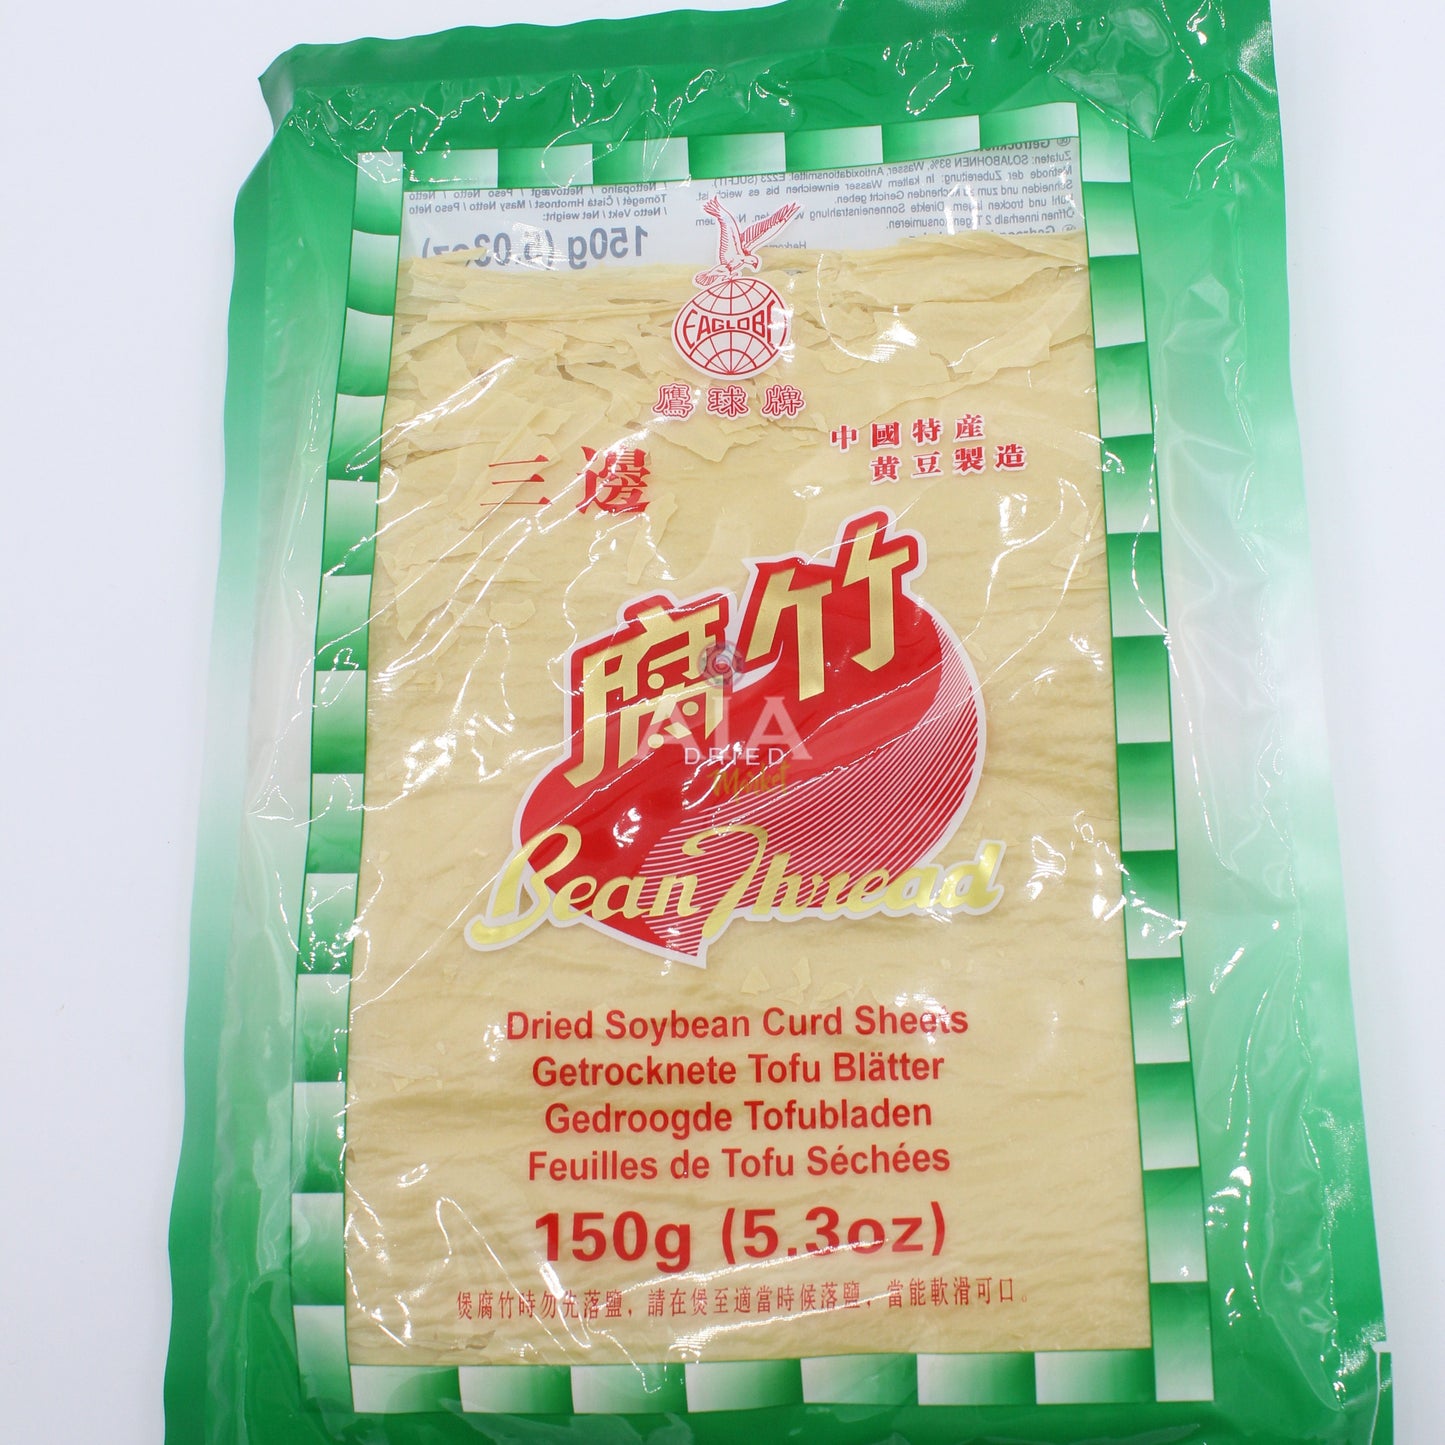 EAGLOBE
鷹球牌
中國特產
黃豆製造
三邊
腐竹
AIA
DRIED
Market
Bean Thread
Dried Soybean Curd Sheets
Getrocknete Tofu Blätter
Gedroogde Tofubladen
Feuilles de Tofu Séchées
150g (5.3oz)
煲腐竹時勿先落鹽，請在煲至適當時候落鹽，當能軟滑可口。